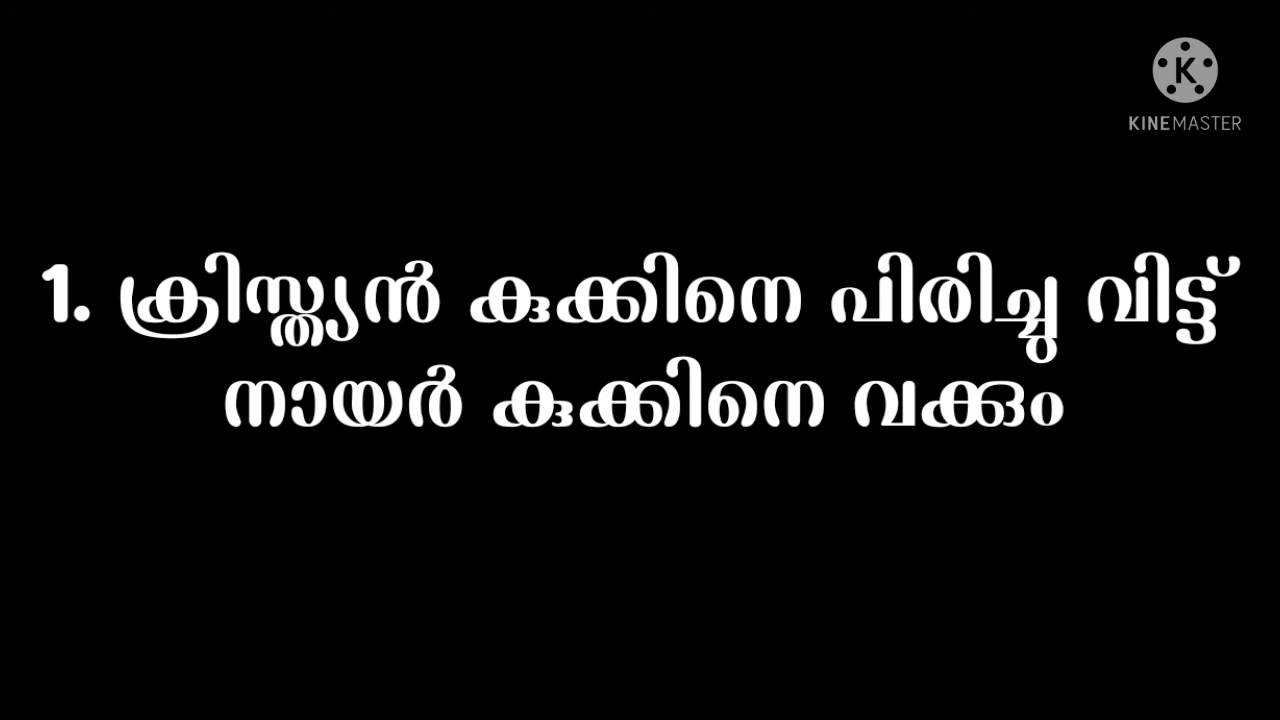 KINEMASTER
1. ക്രിസ്ത്യൻ കുക്കിനെ പിരിച്ചു വിട്ട്
നായർ കുക്കിനെ വക്കും